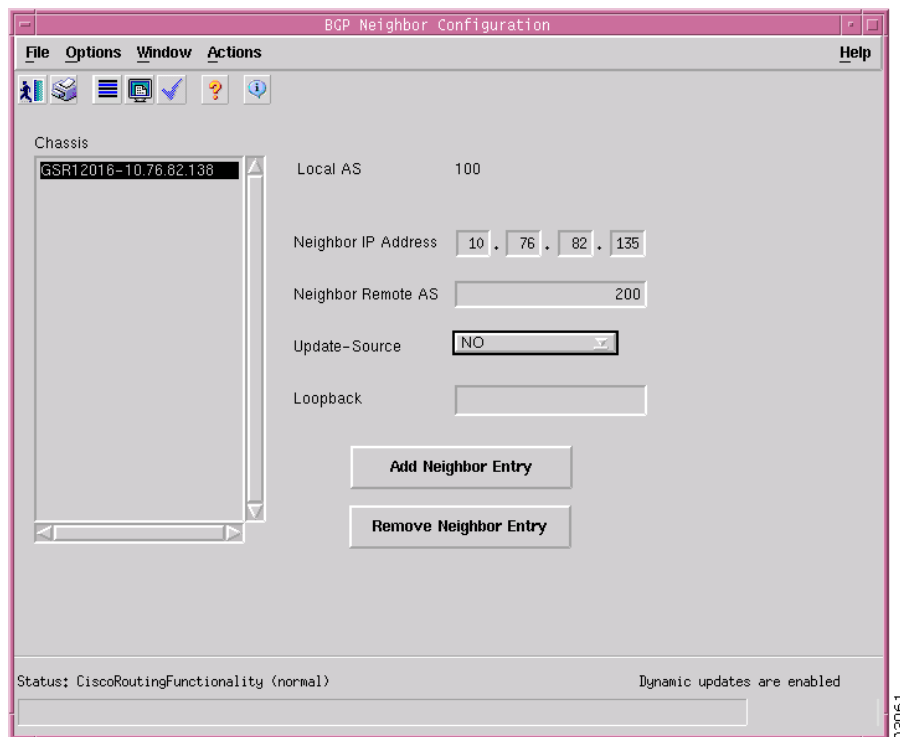 BGP Neighbor Configuration
File Options Window Actions Help
Chassis
GSR12016-10.76.82.138
Local AS 100
Neighbor IP Address 10 . 76 . 82 . 135
Neighbor Remote AS 200
Update-Source NO
Loopback
Add Neighbor Entry
Remove Neighbor Entry
Status: CiscoRoutingFunctionality (normal) Dynamic updates are enabled